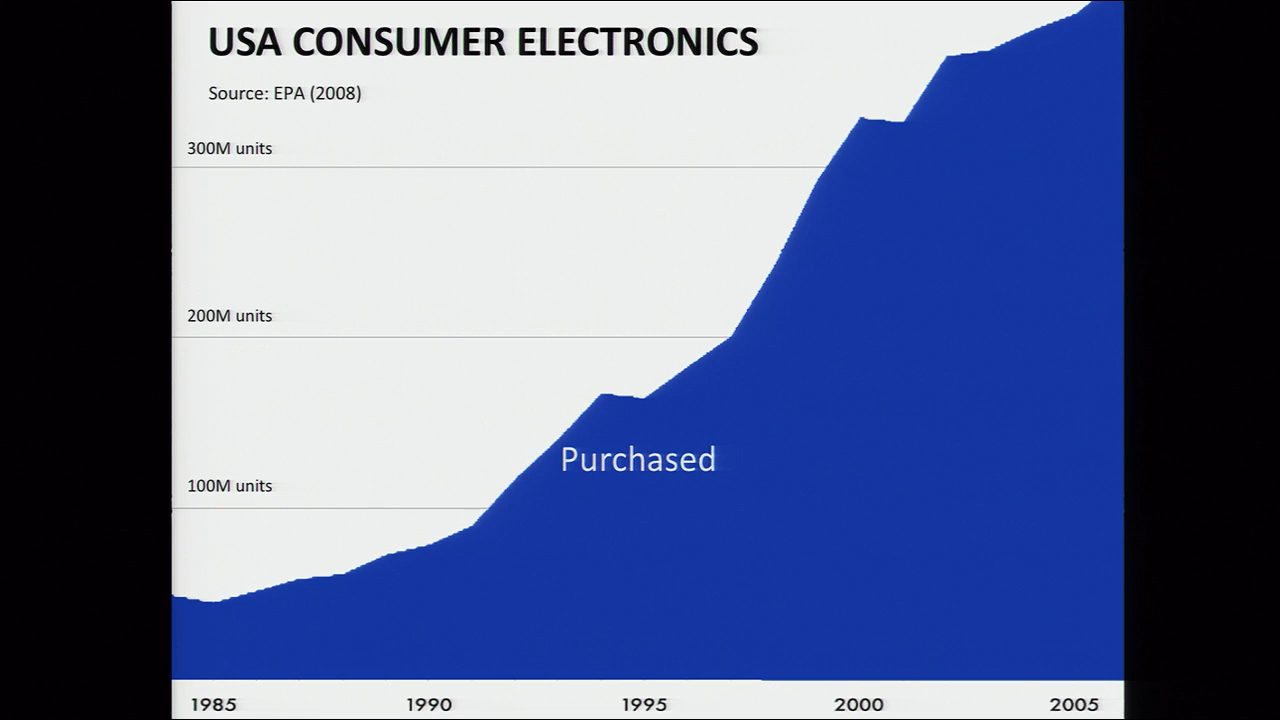 USA CONSUMER ELECTRONICS
Source: EPA (2008)
300M units
200M units
Purchased
100M units
1985 1990 1995 2000 2005